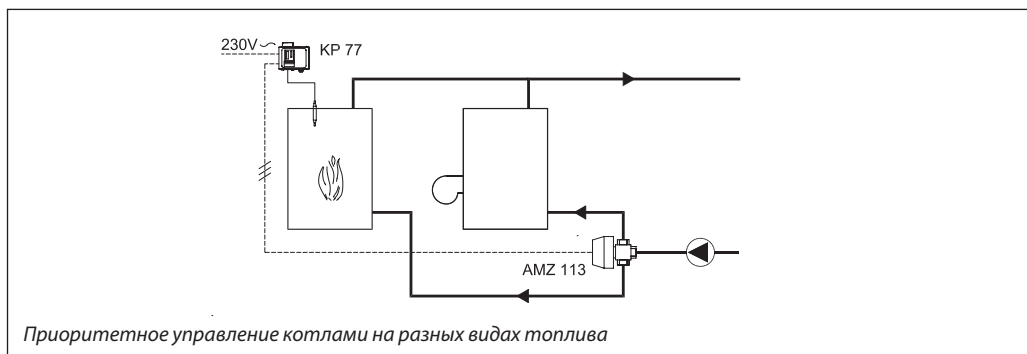 230V~
KP 77
AMZ 113
Приоритетное управление котлами на разных видах топлива